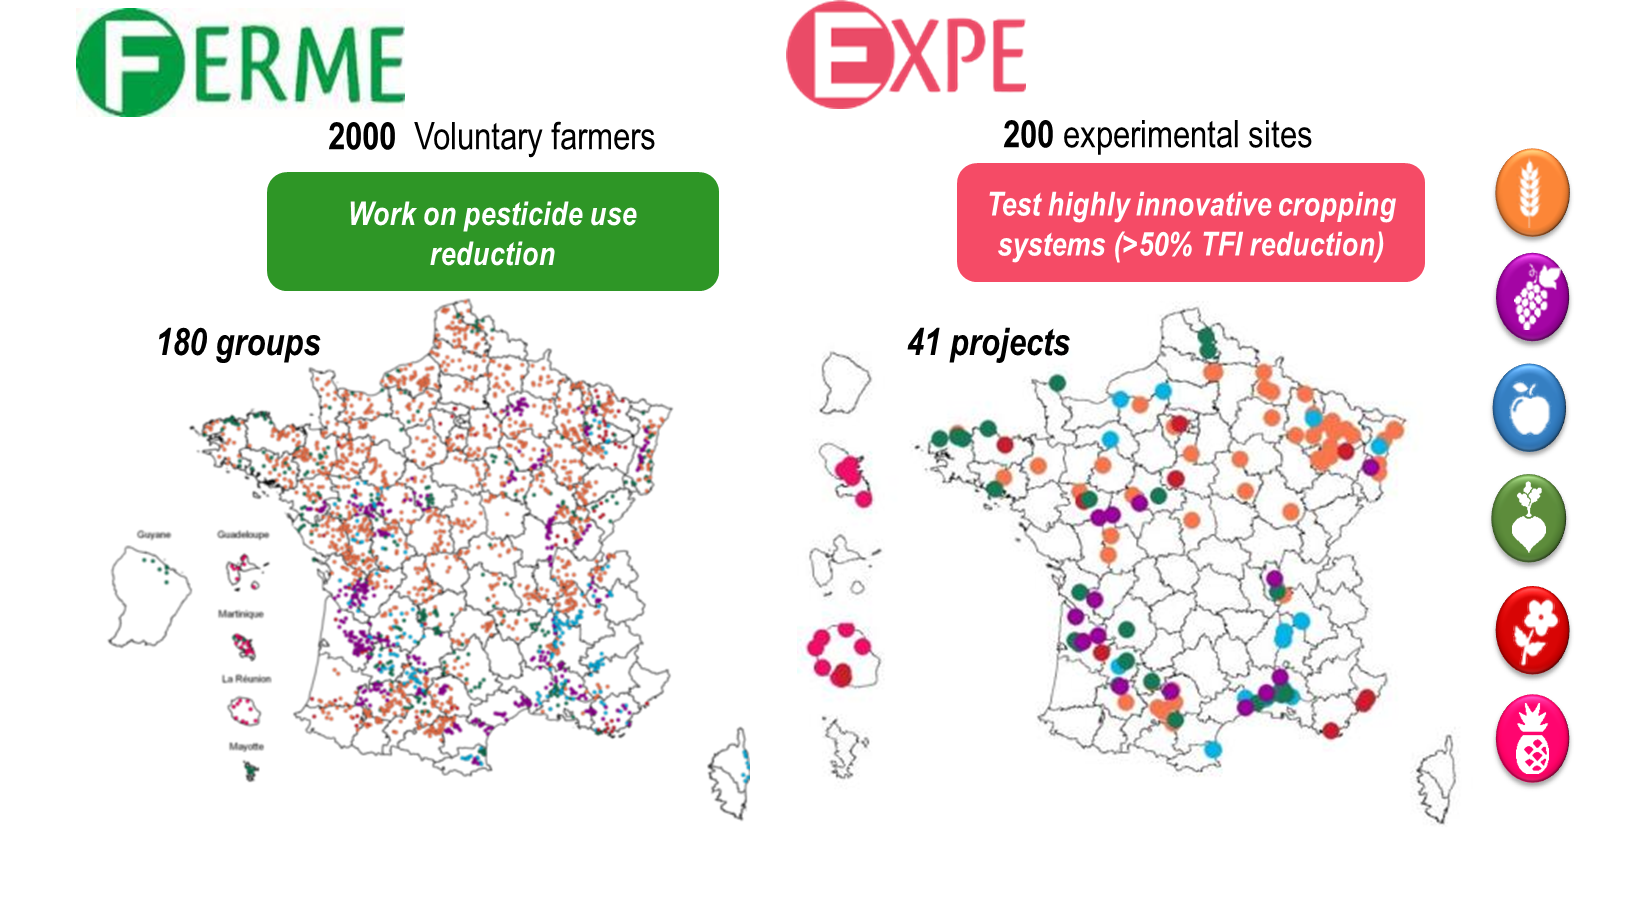 FERME
EXPE
2000 Voluntary farmers
200 experimental sites
Work on pesticide use
reduction
Test highly innovative cropping
systems (>50% TFI reduction)
180 groups
41 projects
Guyane
Guadeloupe
Martinique
La Réunion
Mayotte